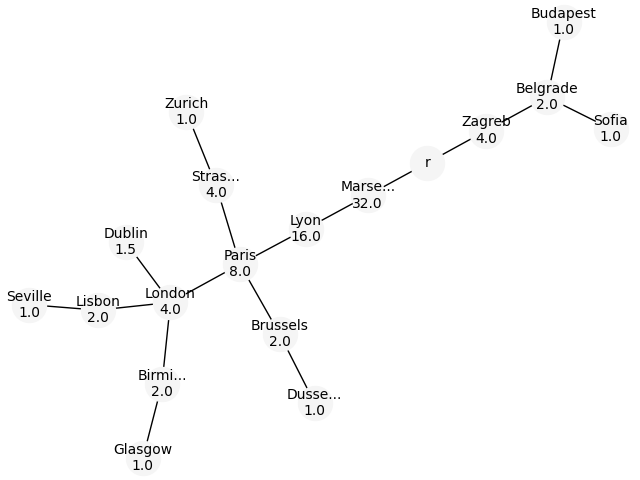 Budapest
1.0
Belgrade
2.0
Sofia
1.0
Zagreb
4.0
r
Marse...
32.0
Lyon
16.0
Zurich
1.0
Stras...
4.0
Paris
8.0
Dublin
1.5
London
4.0
Lisbon
2.0
Seville
1.0
Brussels
2.0
Dusse...
1.0
Birmi...
2.0
Glasgow
1.0